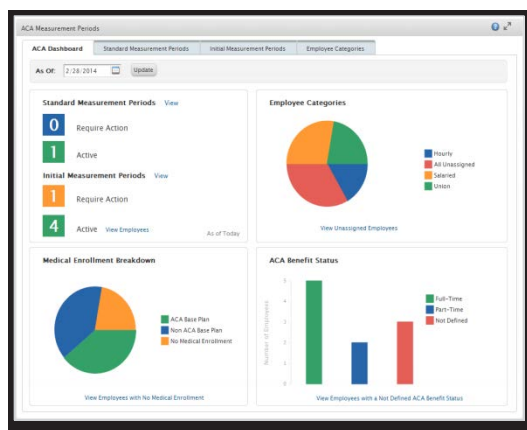 ACA Measurement Periods
ACA Dashboard
Standard Measurement Periods
Initial Measurement Periods
Employee Categories
As Of: 2/28/2014 Update
Standard Measurement Periods View
0 Require Action
1 Active
Initial Measurement Periods View
1 Require Action
4 Active View Employees
As of Today
Employee Categories
Hourly
All Unassigned
Salaried
Union
View Unassigned Employees
Medical Enrollment Breakdown
ACA Base Plan
Non ACA Base Plan
No Medical Enrollment
View Employees with No Medical Enrollment
ACA Benefit Status
Number of Employees
5
4
3
2
1
0
Full-Time
Part-Time
Not Defined
View Employees with a Not Defined ACA Benefit Status